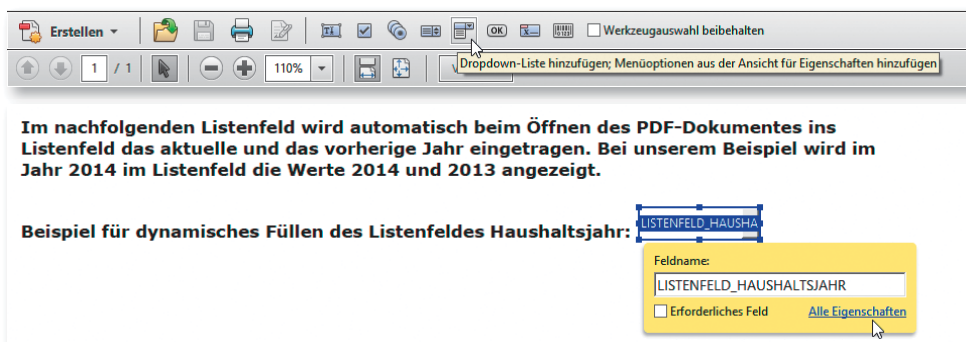 Erstellen
OK
Werkzeugauswahl beibehalten
1 / 1
110%
Dropdown-Liste hinzufügen; Menüoptionen aus der Ansicht für Eigenschaften hinzufügen
Im nachfolgenden Listenfeld wird automatisch beim Öffnen des PDF-Dokumentes ins
Listenfeld das aktuelle und das vorherige Jahr eingetragen. Bei unserem Beispiel wird im
Jahr 2014 im Listenfeld die Werte 2014 und 2013 angezeigt.
Beispiel für dynamisches Füllen des Listenfeldes Haushaltsjahr:
LISTENFELD_HAUSHA
Feldname:
LISTENFELD_HAUSHALTSJAHR
Erforderliches Feld
Alle Eigenschaften